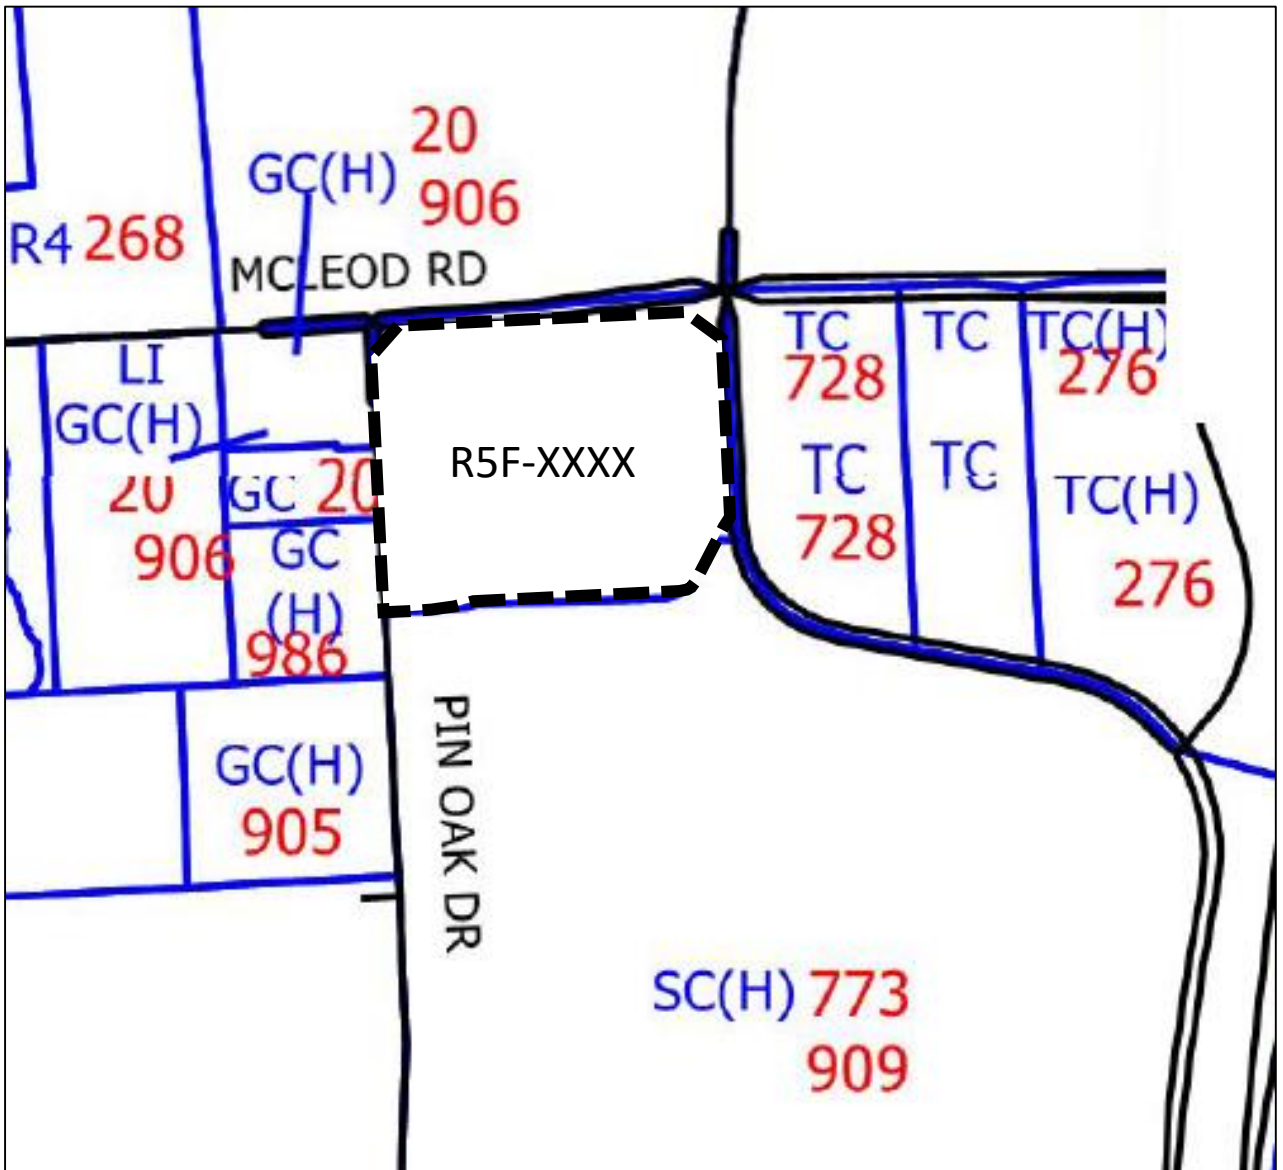 20
GC(H)
906
R4 268
MCLEOD RD
TC
728
TC
TC(H)
276
LI
GC(H)
20
906
GC 20
GC
(H)
986
R5F-XXXX
TC
728
TC
TC(H)
276
GC(H)
905
PIN OAK DR
SC(H) 773
909